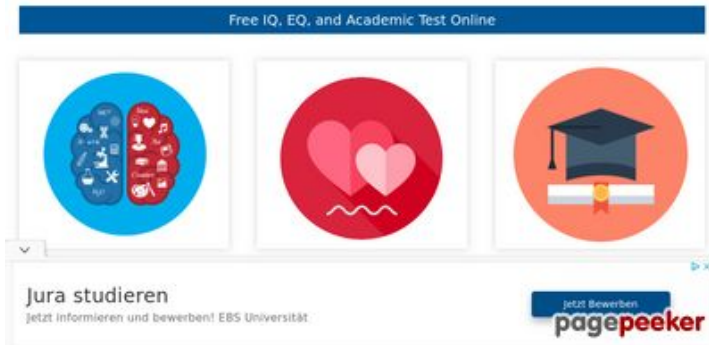 Free IQ, EQ, and Academic Test Online
Jura studieren
Jetzt informieren und bewerben! EBS Universität
Jetzt Bewerben
pagepeeker